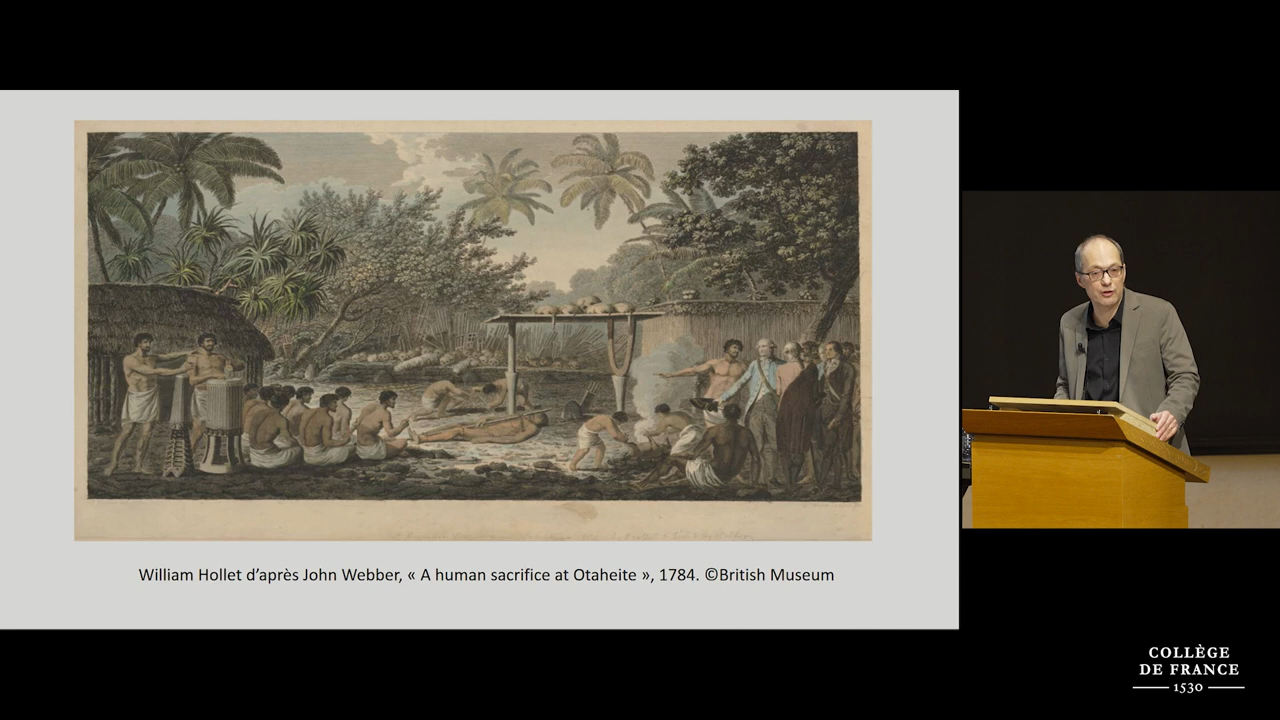 William Hollet d'après John Webber, « A human sacrifice at Otaheite », 1784. ©British Museum
COLLÈGE
DE FRANCE
1530